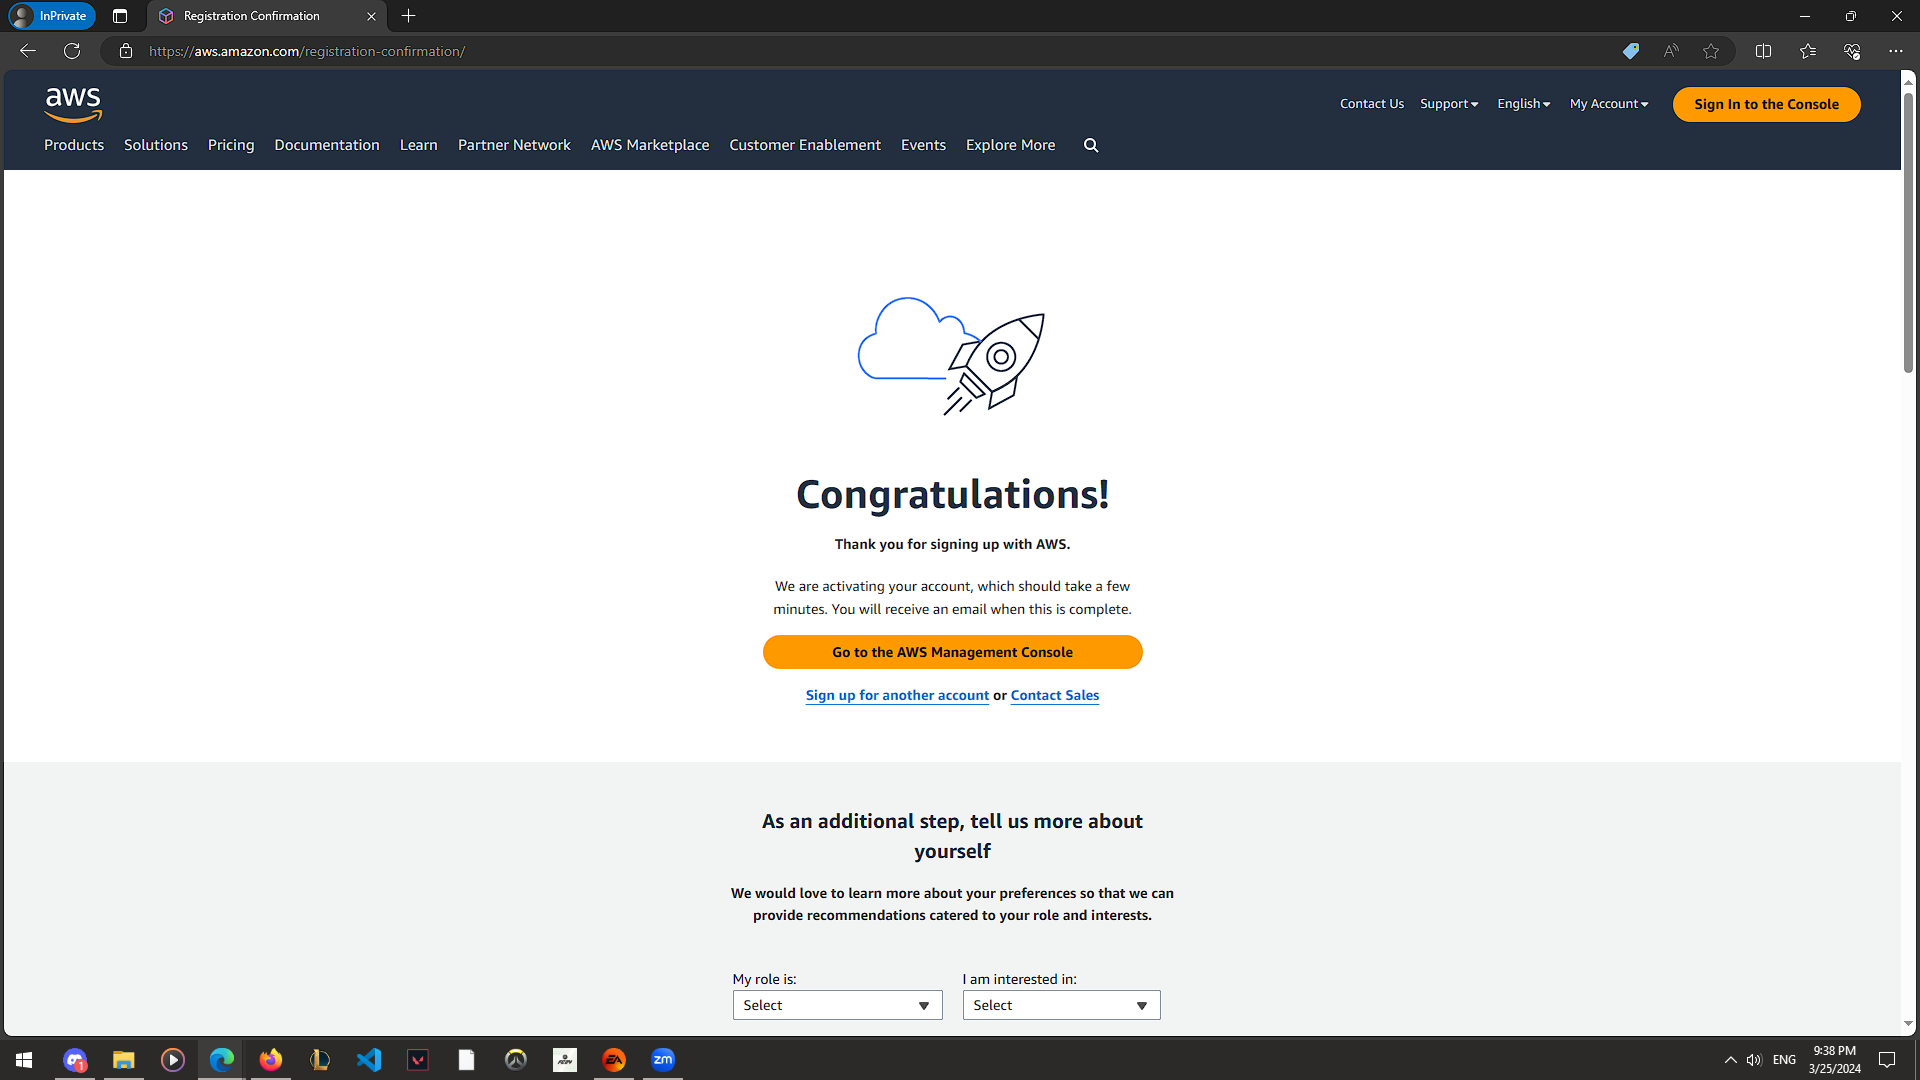 InPrivate
Registration Confirmation
https://aws.amazon.com/registration-confirmation/
aws
Contact Us Support English My Account Sign In to the Console
Products Solutions Pricing Documentation Learn Partner Network AWS Marketplace Customer Enablement Events Explore More
Congratulations!
Thank you for signing up with AWS.
We are activating your account, which should take a few
minutes. You will receive an email when this is complete.
Go to the AWS Management Console
Sign up for another account or Contact Sales
As an additional step, tell us more about
yourself
We would love to learn more about your preferences so that we can
provide recommendations catered to your role and interests.
My role is: I am interested in:
Select Select
1
EA
zm
ENG
9:38 PM
3/25/2024